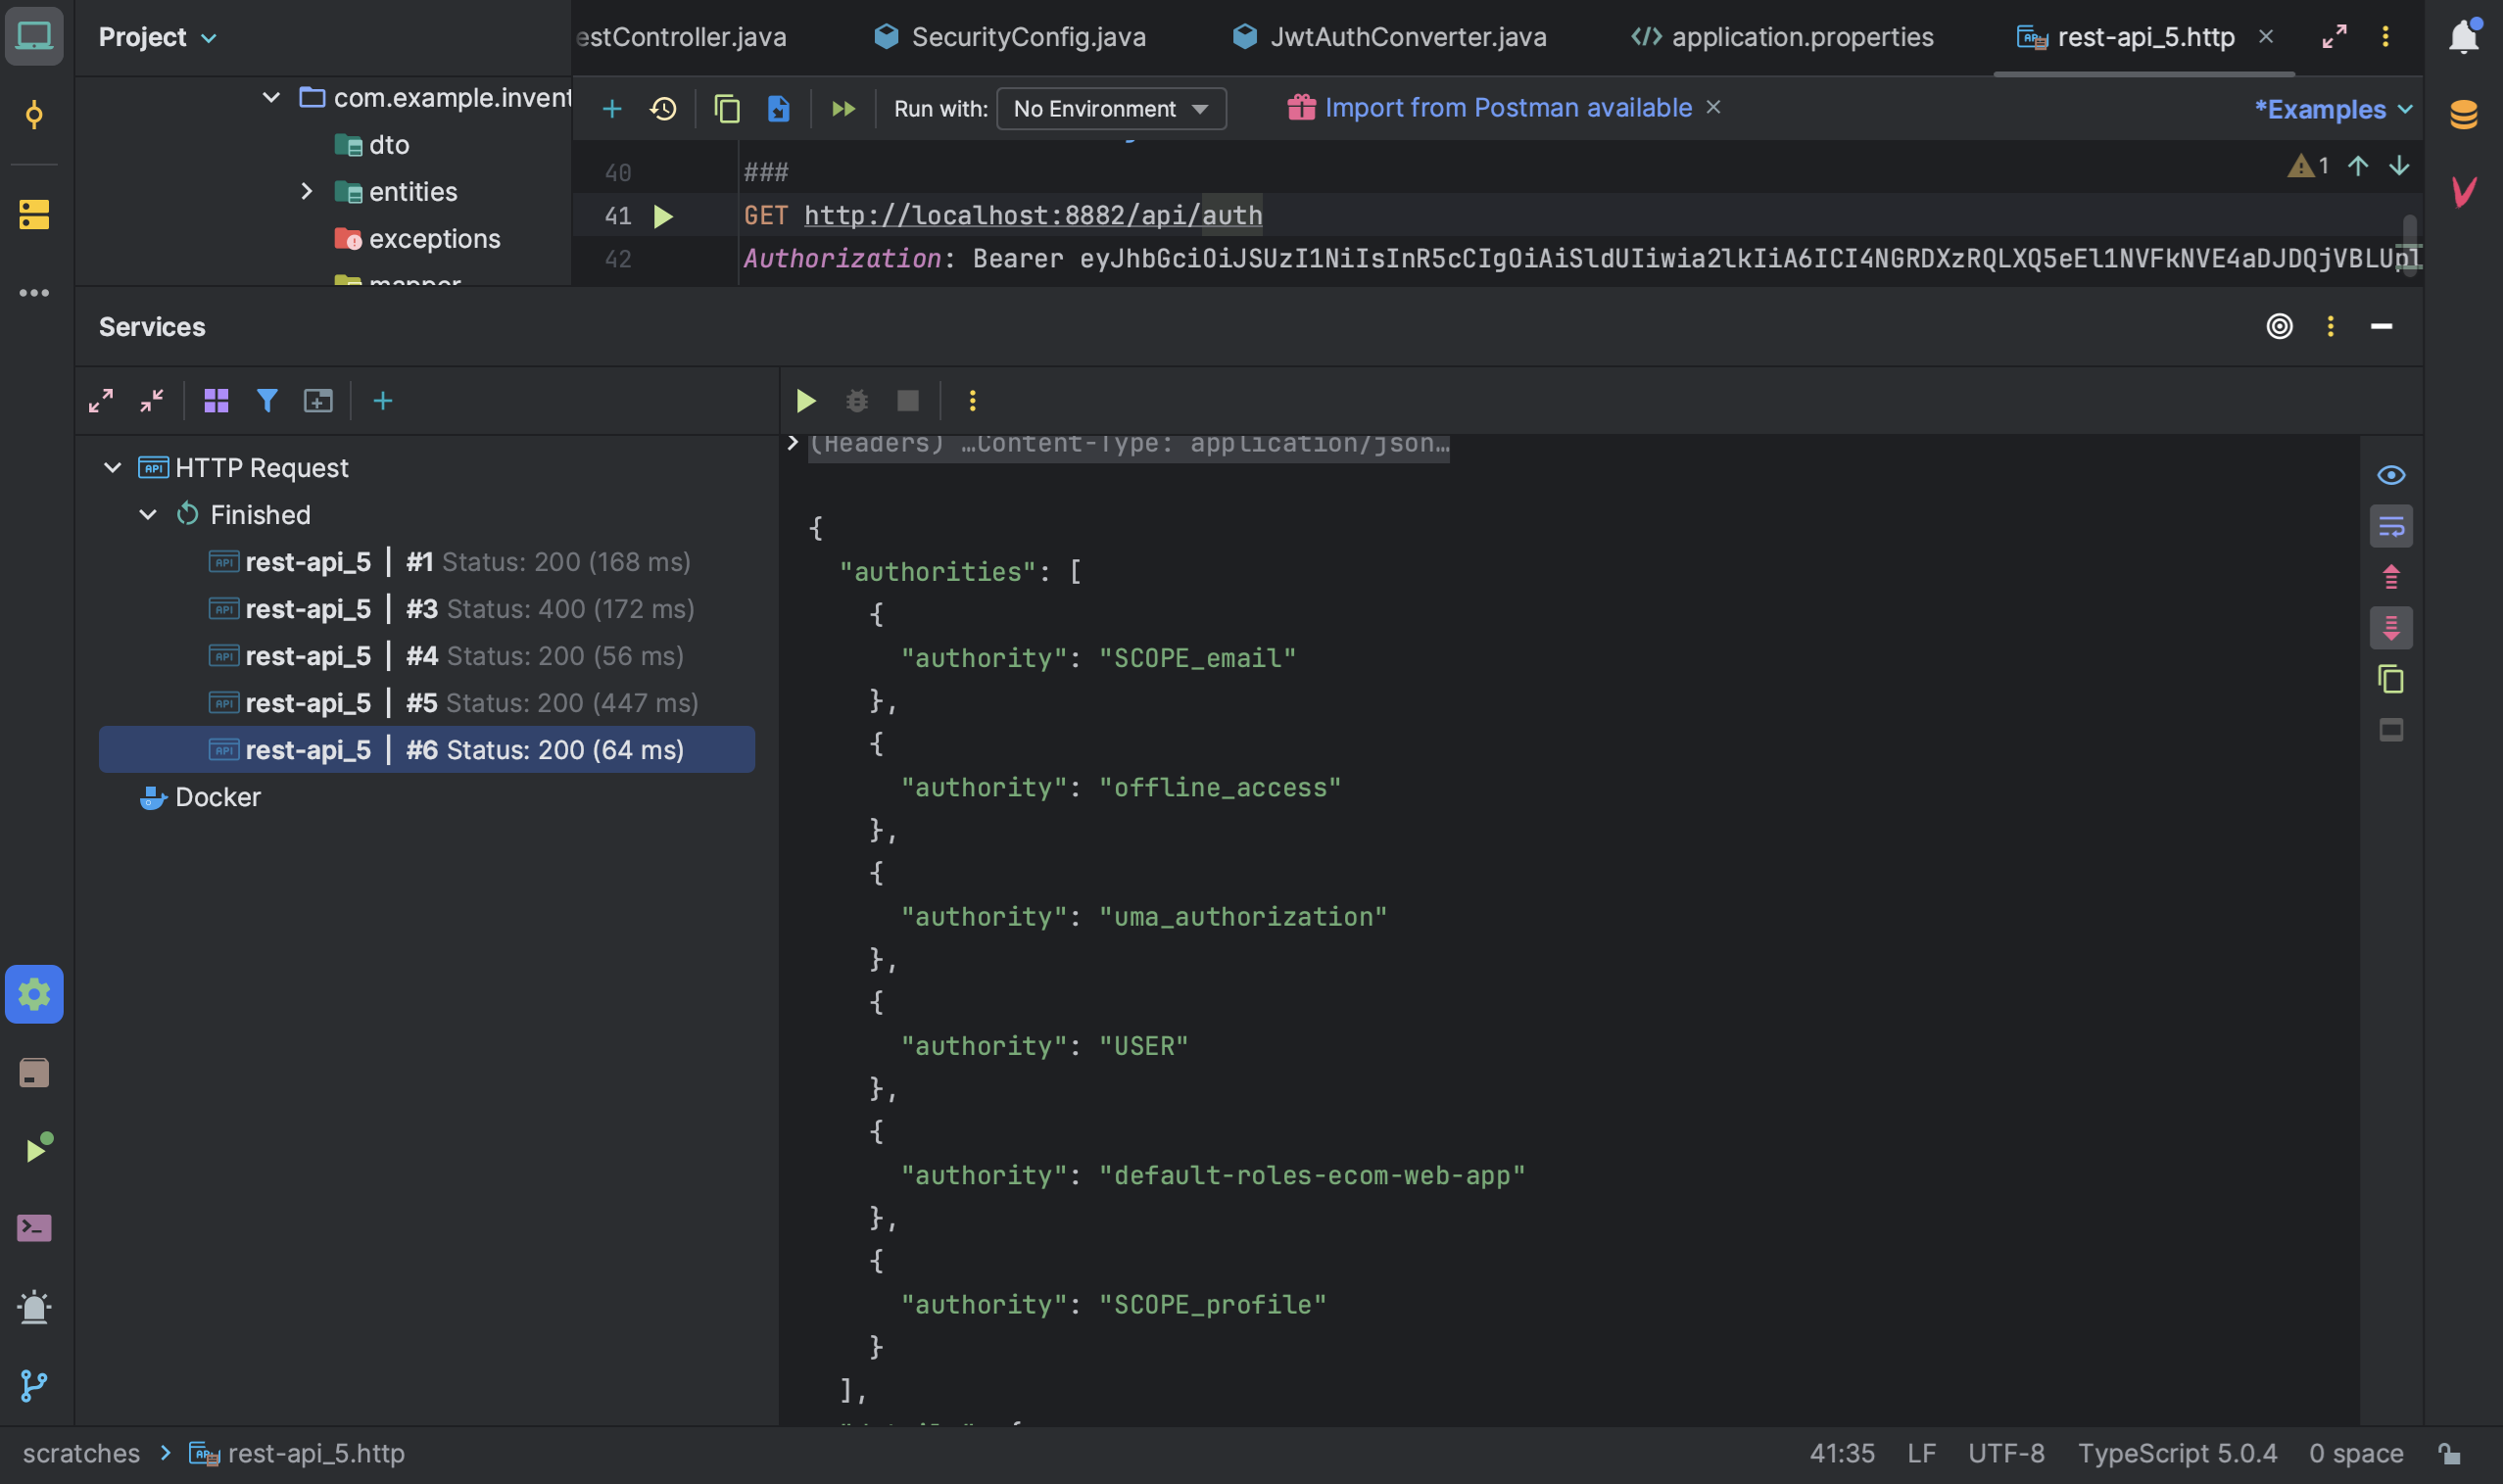 Project
estController.java
SecurityConfig.java
JwtAuthConverter.java
application.properties
rest-api_5.http
com.example.invent
dto
entities
exceptions
mapper
Run with:
No Environment
Import from Postman available
*Examples
40
###
1
41
GET http://localhost:8882/api/auth
42
Authorization: Bearer eyJhbGciOiJSUzI1NiIsInR5cCIgOiAiSldUIiwia2lkIiA6ICI4NGRDXzRQLXQ5eEl1NVFkNVE4aDJDQjVBLUpl
Services
HTTP Request
Finished
rest-api_5 | #1 Status: 200 (168 ms)
rest-api_5 | #3 Status: 400 (172 ms)
rest-api_5 | #4 Status: 200 (56 ms)
rest-api_5 | #5 Status: 200 (447 ms)
rest-api_5 | #6 Status: 200 (64 ms)
Docker
(Headers) …Content-Type: application/json…
{
"authorities": [
{
"authority": "SCOPE_email"
},
{
"authority": "offline_access"
},
{
"authority": "uma_authorization"
},
{
"authority": "USER"
},
{
"authority": "default-roles-ecom-web-app"
},
{
"authority": "SCOPE_profile"
}
],
scratches
rest-api_5.http
41:35
LF
UTF-8
TypeScript 5.0.4
0 space